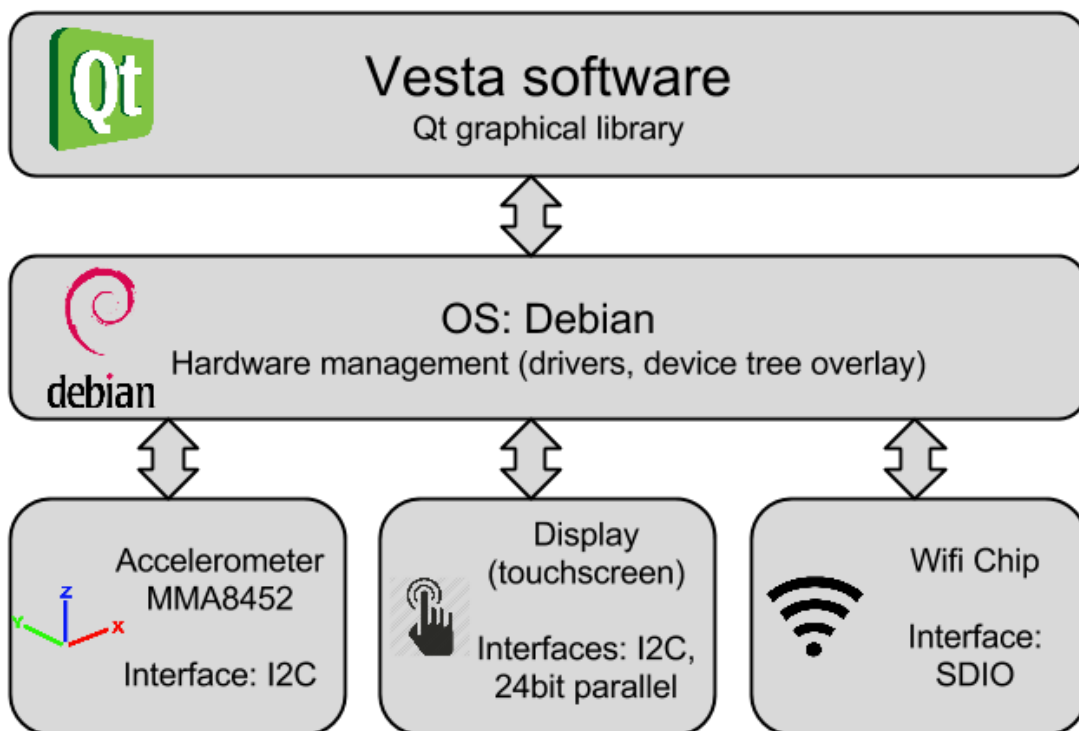 Qt
Vesta software
Qt graphical library
debian
OS: Debian
Hardware management (drivers, device tree overlay)
Accelerometer
MMA8452
Z
Y
X
Interface: I2C
Display
(touchscreen)
Interfaces: I2C,
24bit parallel
Wifi Chip
Interface:
SDIO